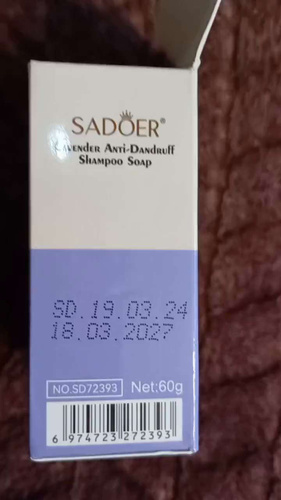 SADOER®
LAVENDER ANTI-DANDRUFF
SHAMPOO SOAP
SD.19.03.24
18.03.2027
NO.SD72393 Net:60g
6 974723 272393